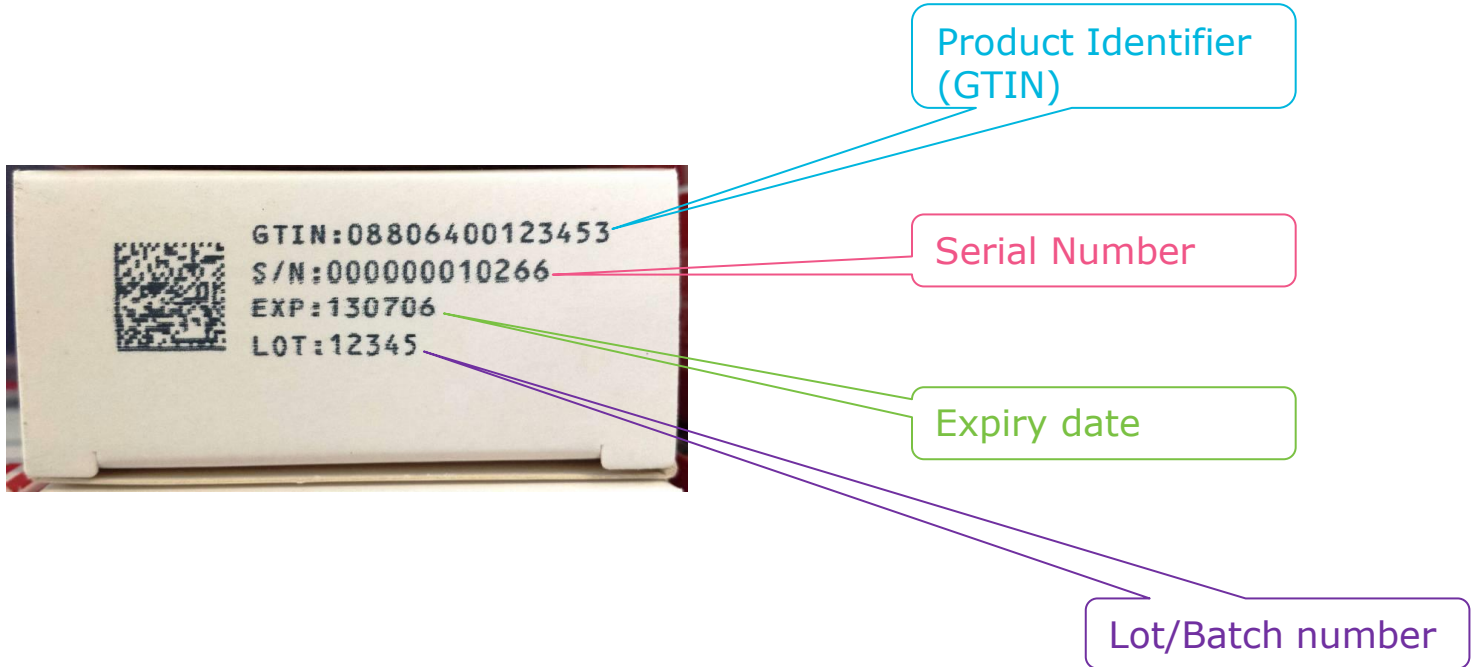 Product Identifier
(GTIN)
GTIN:08806400123453
S/N:000000010266
EXP:130706
LOT:12345
Serial Number
Expiry date
Lot/Batch number